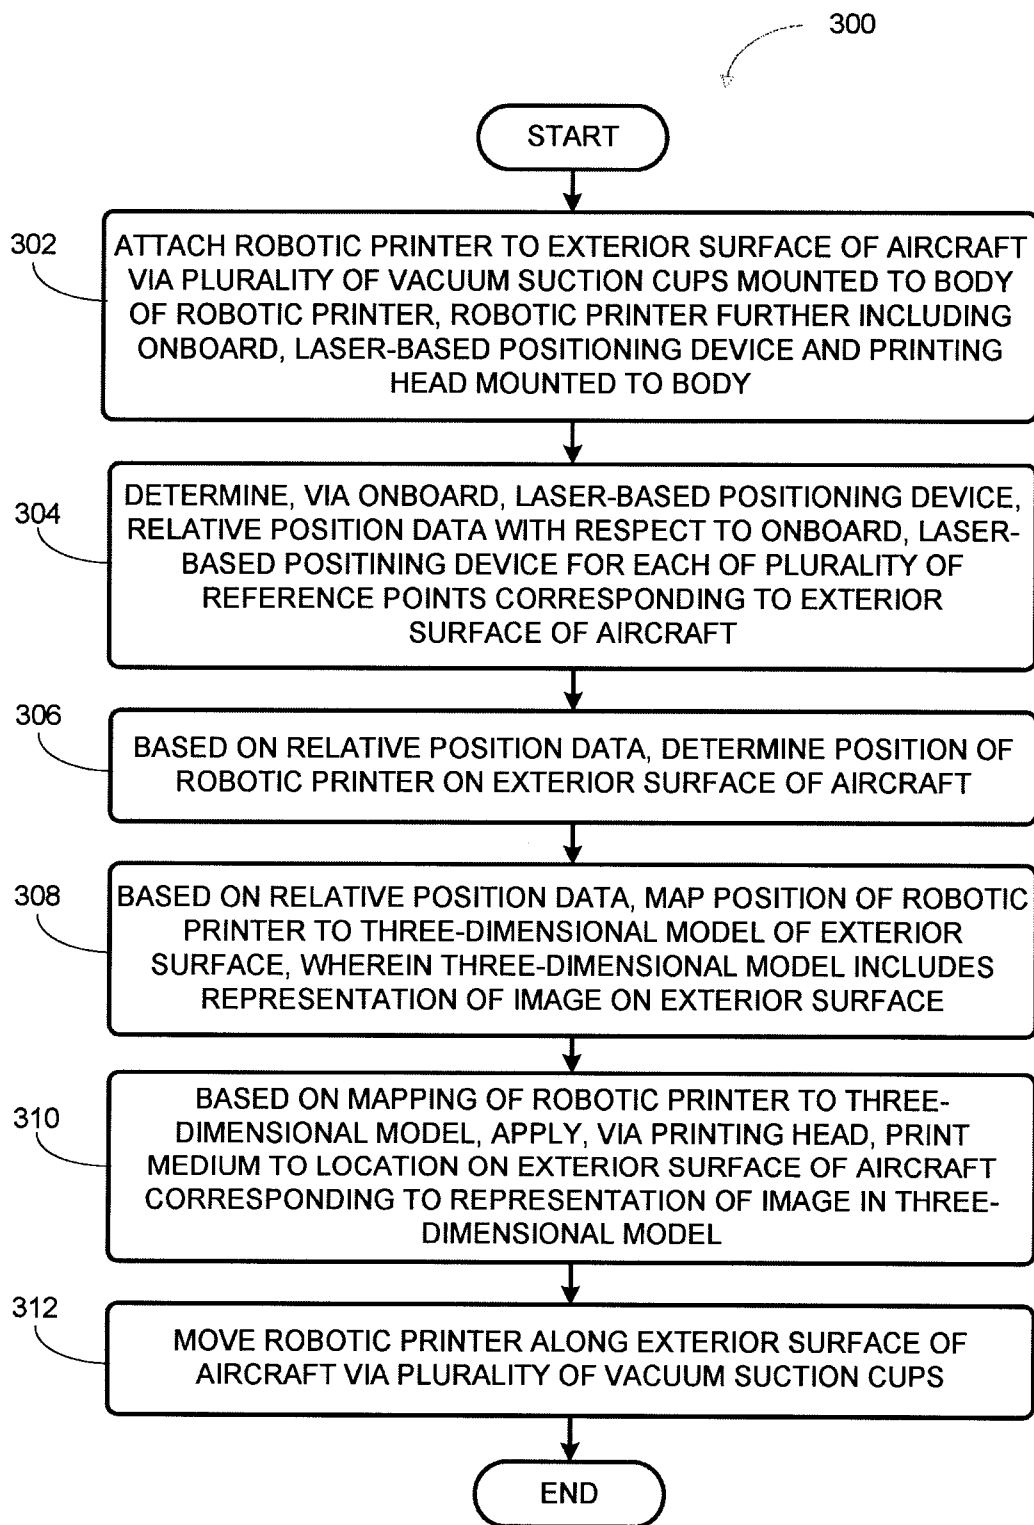 300
START
302
ATTACH ROBOTIC PRINTER TO EXTERIOR SURFACE OF AIRCRAFT
VIA PLURALITY OF VACUUM SUCTION CUPS MOUNTED TO BODY
OF ROBOTIC PRINTER, ROBOTIC PRINTER FURTHER INCLUDING
ONBOARD, LASER-BASED POSITIONING DEVICE AND PRINTING
HEAD MOUNTED TO BODY
304
DETERMINE, VIA ONBOARD, LASER-BASED POSITIONING DEVICE,
RELATIVE POSITION DATA WITH RESPECT TO ONBOARD, LASER-
BASED POSITINING DEVICE FOR EACH OF PLURALITY OF
REFERENCE POINTS CORRESPONDING TO EXTERIOR
SURFACE OF AIRCRAFT
306
BASED ON RELATIVE POSITION DATA, DETERMINE POSITION OF
ROBOTIC PRINTER ON EXTERIOR SURFACE OF AIRCRAFT
308
BASED ON RELATIVE POSITION DATA, MAP POSITION OF ROBOTIC
PRINTER TO THREE-DIMENSIONAL MODEL OF EXTERIOR
SURFACE, WHEREIN THREE-DIMENSIONAL MODEL INCLUDES
REPRESENTATION OF IMAGE ON EXTERIOR SURFACE
310
BASED ON MAPPING OF ROBOTIC PRINTER TO THREE-
DIMENSIONAL MODEL, APPLY, VIA PRINTING HEAD, PRINT
MEDIUM TO LOCATION ON EXTERIOR SURFACE OF AIRCRAFT
CORRESPONDING TO REPRESENTATION OF IMAGE IN THREE-
DIMENSIONAL MODEL
312
MOVE ROBOTIC PRINTER ALONG EXTERIOR SURFACE OF
AIRCRAFT VIA PLURALITY OF VACUUM SUCTION CUPS
END